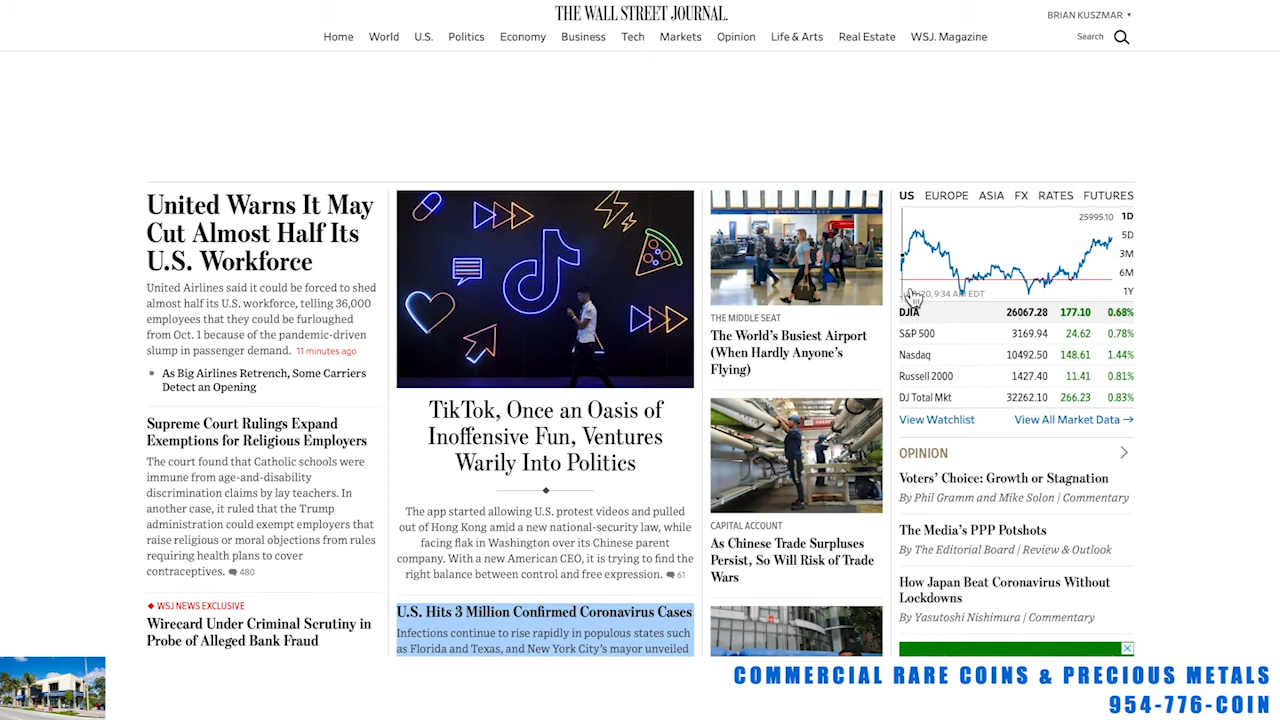 THE WALL STREET JOURNAL.
BRIAN KUSZMAR
Home World U.S. Politics Economy Business Tech Markets Opinion Life & Arts Real Estate WSJ. Magazine
Search
United Warns It May
Cut Almost Half Its
U.S. Workforce
United Airlines said it could be forced to shed
almost half its U.S. workforce, telling 36,000
employees that they could be furloughed
from Oct. 1 because of the pandemic-driven
slump in passenger demand. 11 minutes ago
As Big Airlines Retrench, Some Carriers
Detect an Opening
Supreme Court Rulings Expand
Exemptions for Religious Employers
The court found that Catholic schools were
immune from age-and-disability
discrimination claims by lay teachers. In
another case, it ruled that the Trump
administration could exempt employers that
raise religious or moral objections from rules
requiring health plans to cover
contraceptives. 480
WSJ NEWS EXCLUSIVE
Wirecard Under Criminal Scrutiny in
Probe of Alleged Bank Fraud
TikTok, Once an Oasis of
Inoffensive Fun, Ventures
Warily Into Politics
The app started allowing U.S. protest videos and pulled
out of Hong Kong amid a new national-security law, while
facing flak in Washington over its Chinese parent
company. With a new American CEO, it is trying to find the
right balance between control and free expression. 61
U.S. Hits 3 Million Confirmed Coronavirus Cases
Infections continue to rise rapidly in populous states such
as Florida and Texas, and New York City's mayor unveiled
THE MIDDLE SEAT
The World's Busiest Airport
(When Hardly Anyone's
Flying)
CAPITAL ACCOUNT
As Chinese Trade Surpluses
Persist, So Will Risk of Trade
Wars
US EUROPE ASIA FX RATES FUTURES
25995.10 1D
5D
3M
6M
1Y
9:34 AM EDT
DJIA 26067.28 177.10 0.68%
S&P 500 3169.94 24.62 0.78%
Nasdaq 10492.50 148.61 1.44%
Russell 2000 1427.40 11.41 0.81%
DJ Total Mkt 32262.10 266.23 0.83%
View Watchlist View All Market Data →
OPINION
Voters' Choice: Growth or Stagnation
By Phil Gramm and Mike Solon | Commentary
The Media's PPP Potshots
By The Editorial Board | Review & Outlook
How Japan Beat Coronavirus Without
Lockdowns
By Yasutoshi Nishimura | Commentary
COMMERCIAL RARE COINS & PRECIOUS METALS
954-776-COIN